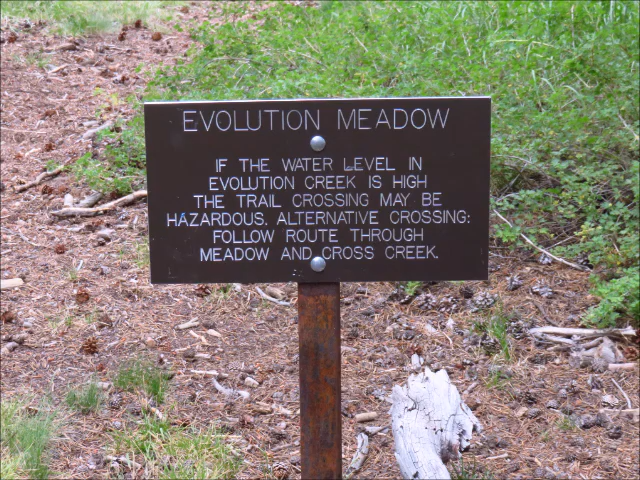 EVOLUTION MEADOW
IF THE WATER LEVEL IN
EVOLUTION CREEK IS HIGH
THE TRAIL CROSSING MAY BE
HAZARDOUS. ALTERNATIVE CROSSING:
FOLLOW ROUTE THROUGH
MEADOW AND CROSS CREEK.